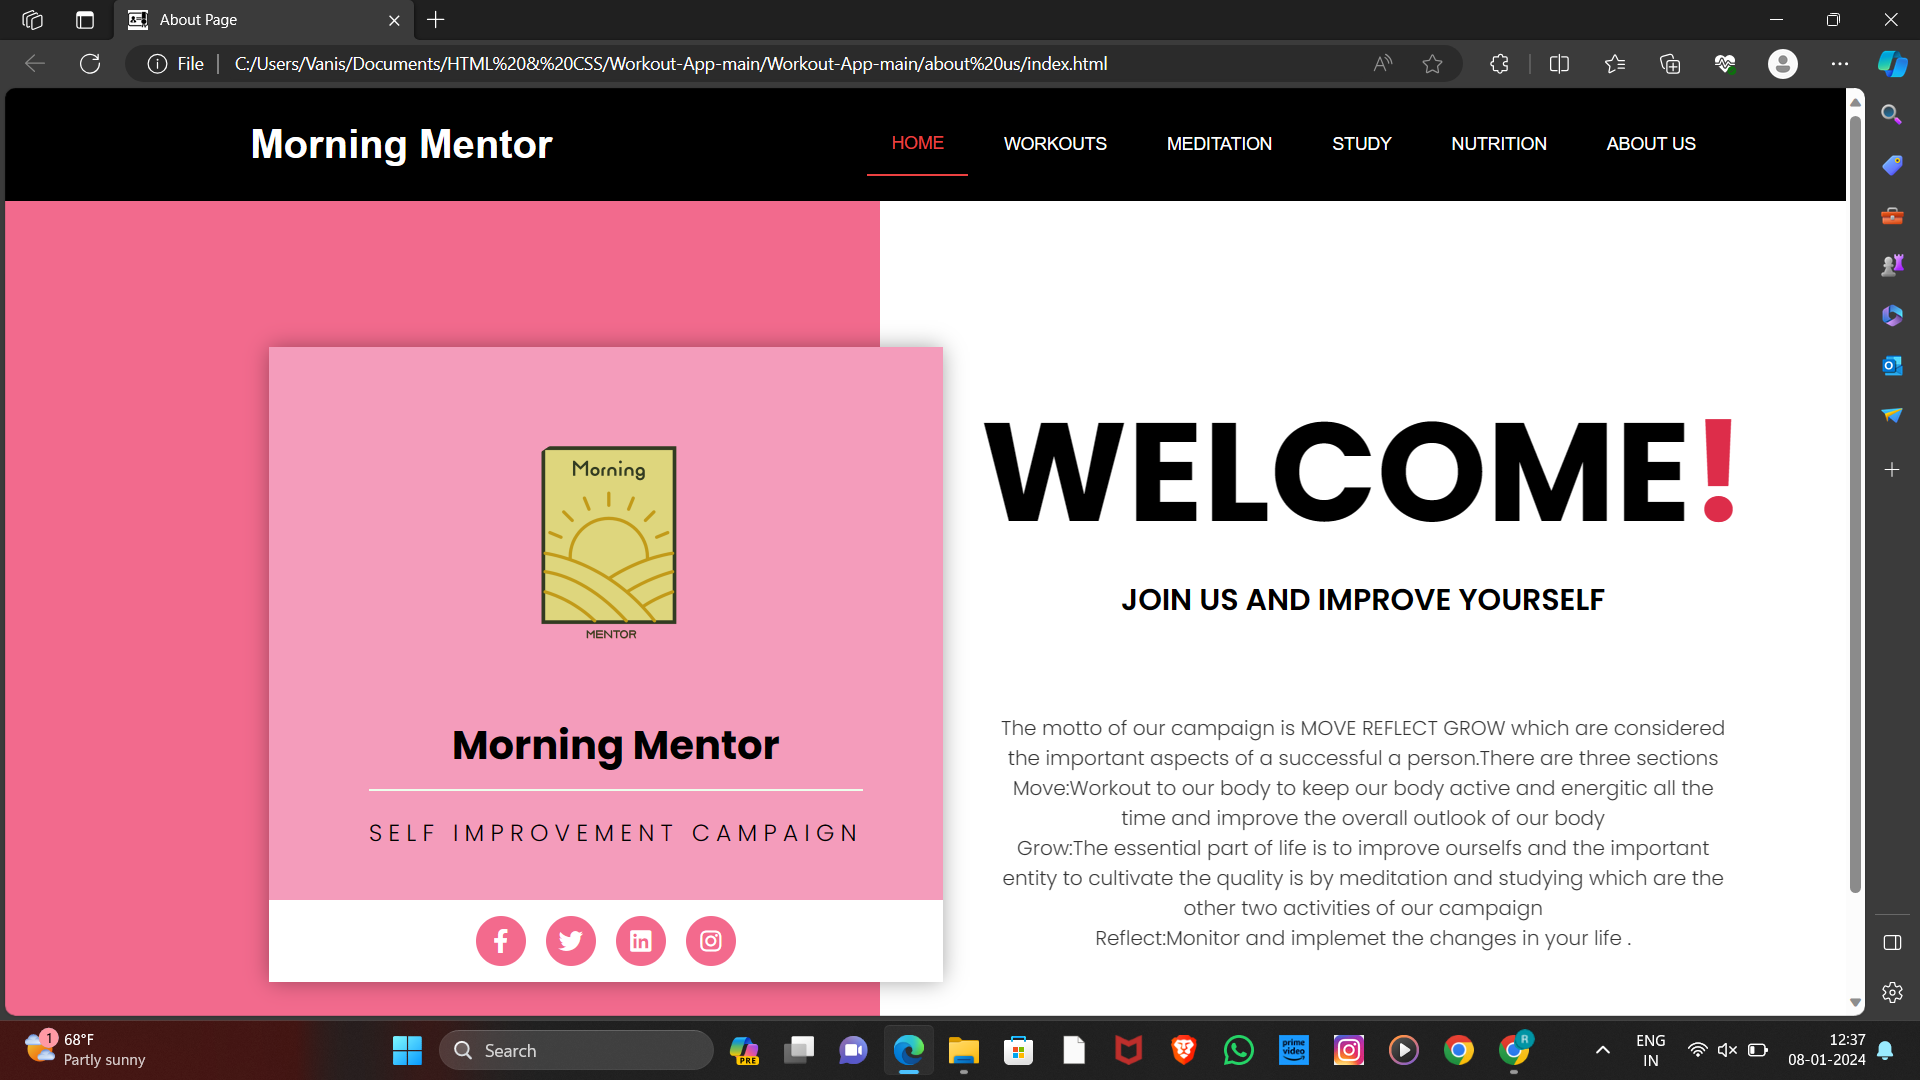 About Page
File
C:/Users/Vanis/Documents/HTML%20&%20CSS/Workout-App-main/Workout-App-main/about%20us/index.html
Morning Mentor
HOME
WORKOUTS
MEDITATION
STUDY
NUTRITION
ABOUT US
Morning
MENTOR
Morning Mentor
SELF IMPROVEMENT CAMPAIGN
WELCOME!
JOIN US AND IMPROVE YOURSELF
The motto of our campaign is MOVE REFLECT GROW which are considered
the important aspects of a successful a person.There are three sections
Move:Workout to our body to keep our body active and energitic all the
time and improve the overall outlook of our body
Grow:The essential part of life is to improve ourselfs and the important
entity to cultivate the quality is by meditation and studying which are the
other two activities of our campaign
Reflect:Monitor and implemet the changes in your life .
1
68°F
Partly sunny
Search
PRE
prime
video
R
ENG
IN
12:37
08-01-2024